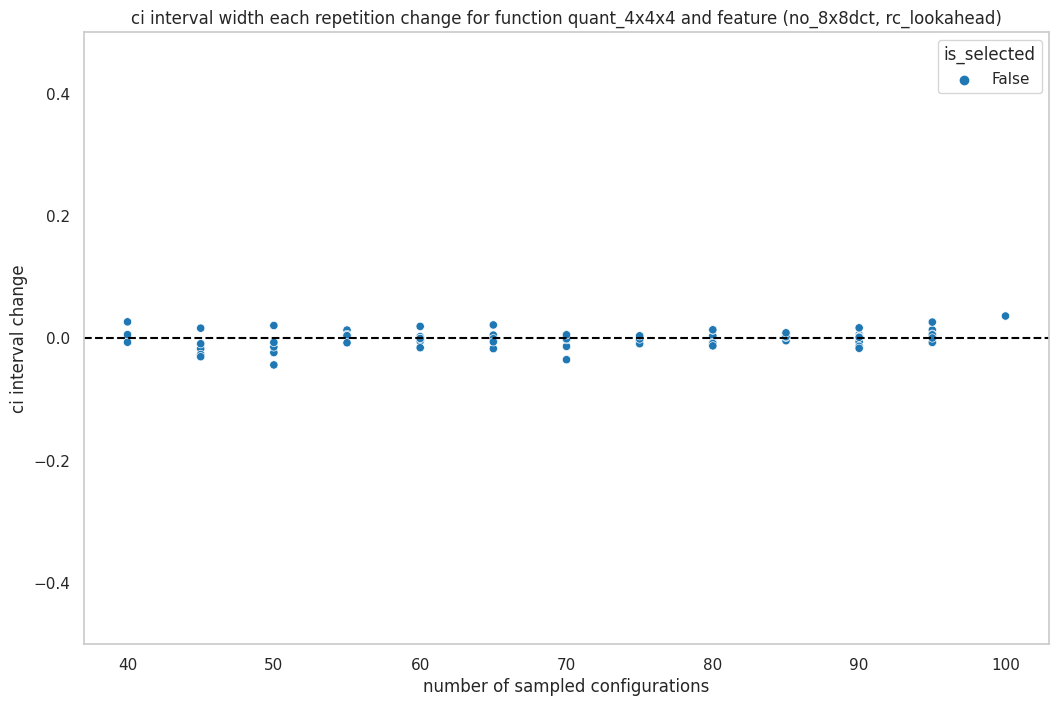 ci interval width each repetition change for function quant_4x4x4 and feature (no_8x8dct, rc_lookahead)
is_selected
False
ci interval change
0.4
0.2
0.0
−0.2
−0.4
40 50 60 70 80 90 100
number of sampled configurations